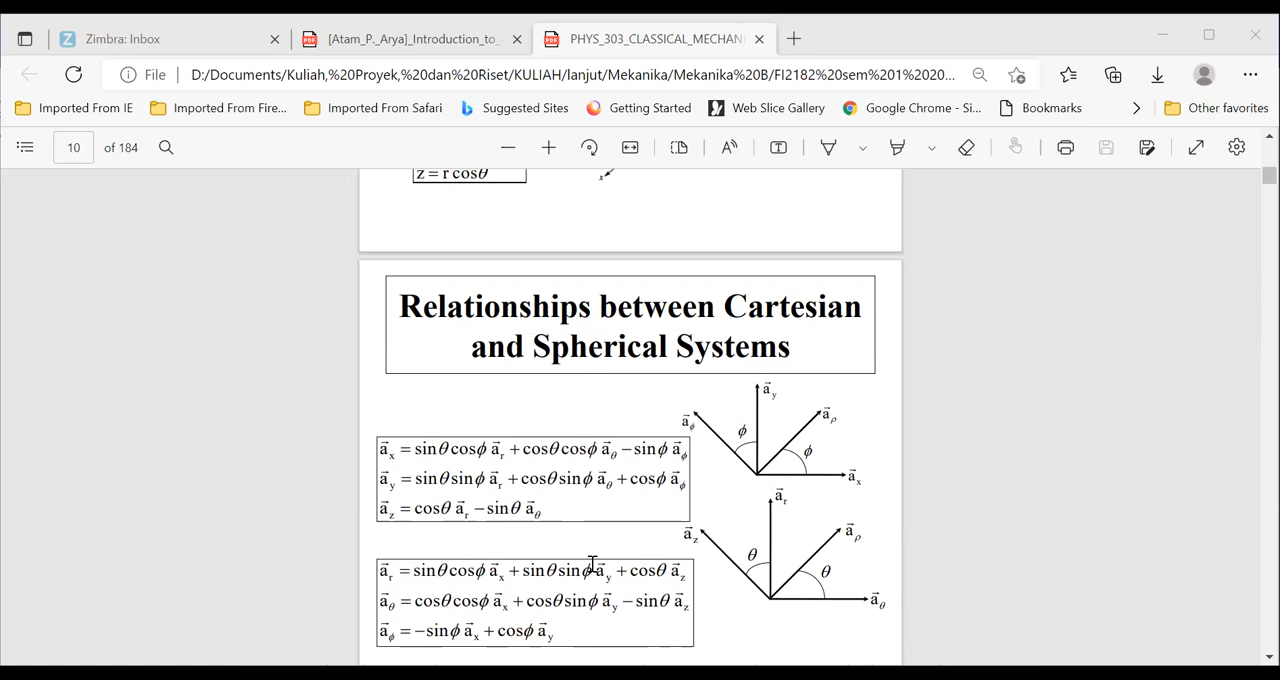 Zimbra: Inbox
[Atam_P._Arya]_Introduction_to_
PHYS_303_CLASSICAL_MECHAN
File
D:/Documents/Kuliah,%20Proyek,%20dan%20Riset/KULIAH/lanjut/Mekanika/Mekanika%20B/FI2182%20sem%201%2020...
Imported From IE
Imported From Fire...
Imported From Safari
Suggested Sites
Getting Started
Web Slice Gallery
Google Chrome - Si...
Bookmarks
Other favorites
10 of 184
z = r cosθ
x
Relationships between Cartesian
and Spherical Systems
a⃗y
a⃗ϕ
a⃗ρ
ϕ
ϕ
a⃗x
a⃗x = sinθcosϕ a⃗r + cosθcosϕ a⃗θ − sinϕ a⃗ϕ
a⃗y = sinθsinϕ a⃗r + cosθsinϕ a⃗θ + cosϕ a⃗ϕ
a⃗z = cosθ a⃗r − sinθ a⃗θ
a⃗r
a⃗z
a⃗ρ
θ
θ
a⃗θ
a⃗r = sinθcosϕ a⃗x + sinθsinϕ a⃗y + cosθ a⃗z
a⃗θ = cosθcosϕ a⃗x + cosθsinϕ a⃗y − sinθ a⃗z
a⃗ϕ = −sinϕ a⃗x + cosϕ a⃗y